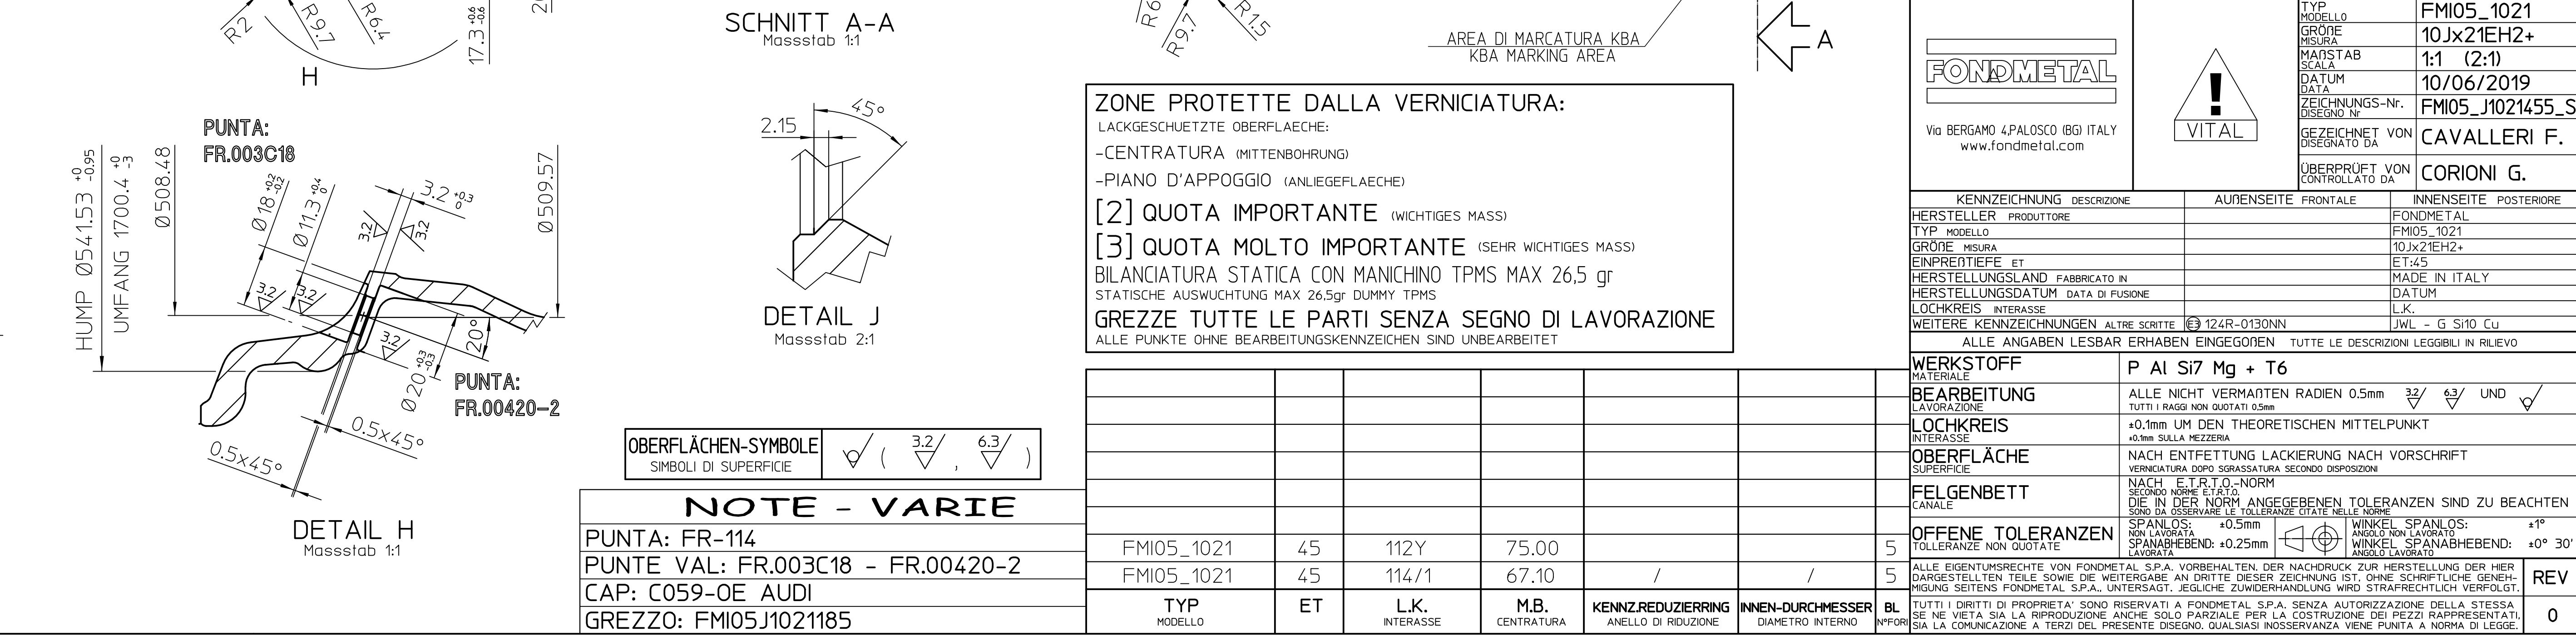 R2
R9.7
R6.4
17.3 +0.6 -0.6
H
SCHNITT A-A
Massstab 1:1
R9.7
R1.5
AREA DI MARCATURA KBA
KBA MARKING AREA
A
PUNTA:
FR.003C18
HUMP Ø541.53 +0 -0.95
UMFANG 1700.4 +0 -3
Ø508.48
Ø18 +0.2 -0.2
Ø11.3 +0.4 0
3.2 +0.3 0
3.2
3.2
Ø509.57
3.2
3.2
3.2
20°
Ø20 +0.3 -0.3
PUNTA:
FR.00420-2
0.5x45°
0.5x45°
DETAIL H
Massstab 1:1
45°
2.15
DETAIL J
Massstab 2:1
ZONE PROTETTE DALLA VERNICIATURA:
LACKGESCHUETZTE OBERFLAECHE:
-CENTRATURA (MITTENBOHRUNG)
-PIANO D'APPOGGIO (ANLIEGEFLAECHE)
[2] QUOTA IMPORTANTE (WICHTIGES MASS)
[3] QUOTA MOLTO IMPORTANTE (SEHR WICHTIGES MASS)
BILANCIATURA STATICA CON MANICHINO TPMS MAX 26,5 gr
STATISCHE AUSWUCHTUNG MAX 26,5gr DUMMY TPMS
GREZZE TUTTE LE PARTI SENZA SEGNO DI LAVORAZIONE
ALLE PUNKTE OHNE BEARBEITUNGSKENNZEICHEN SIND UNBEARBEITET
OBERFLÄCHEN-SYMBOLE
SIMBOLI DI SUPERFICIE
( 3.2 , 6.3 )
NOTE - VARIE
PUNTA: FR-114
PUNTE VAL: FR.003C18 - FR.00420-2
CAP: C059-OE AUDI
GREZZO: FMI05J1021185
FMI05_1021 45 112Y 75.00 5
FMI05_1021 45 114/1 67.10 / / 5
TYP ET L.K. M.B. KENNZ.REDUZIERRING INNEN-DURCHMESSER BL
MODELLO INTERASSE CENTRATURA ANELLO DI RIDUZIONE DIAMETRO INTERNO N°FORI
FONDMETAL
Via BERGAMO 4,PALOSCO (BG) ITALY
www.fondmetal.com
!
VITAL
TYP FMI05_1021
MODELLO
GRÖßE 10Jx21EH2+
MISURA
MAßSTAB 1:1 (2:1)
SCALA
DATUM 10/06/2019
DATA
ZEICHNUNGS-Nr. FMI05_J1021455_S
DISEGNO Nr
GEZEICHNET VON CAVALLERI F.
DISEGNATO DA
ÜBERPRÜFT VON CORIONI G.
CONTROLLATO DA
KENNZEICHNUNG DESCRIZIONE AUßENSEITE FRONTALE INNENSEITE POSTERIORE
HERSTELLER PRODUTTORE FONDMETAL
TYP MODELLO FMI05_1021
GRÖßE MISURA 10Jx21EH2+
EINPREßTIEFE ET ET:45
HERSTELLUNGSLAND FABBRICATO IN MADE IN ITALY
HERSTELLUNGSDATUM DATA DI FUSIONE DATUM
LOCHKREIS INTERASSE L.K.
WEITERE KENNZEICHNUNGEN ALTRE SCRITTE E3 124R-0130NN JWL - G Si10 Cu
ALLE ANGABEN LESBAR ERHABEN EINGEGOßEN TUTTE LE DESCRIZIONI LEGGIBILI IN RILIEVO
WERKSTOFF P Al Si7 Mg + T6
MATERIALE
BEARBEITUNG ALLE NICHT VERMAßTEN RADIEN 0.5mm 3.2 6.3 UND
LAVORAZIONE TUTTI I RAGGI NON QUOTATI 0.5mm
LOCHKREIS ±0.1mm UM DEN THEORETISCHEN MITTELPUNKT
INTERASSE ±0.1mm SULLA MEZZERIA
OBERFLÄCHE NACH ENTFETTUNG LACKIERUNG NACH VORSCHRIFT
SUPERFICIE VERNICIATURA DOPO SGRASSATURA SECONDO DISPOSIZIONI
FELGENBETT NACH E.T.R.T.O.-NORM
CANALE SECONDO NORME E.T.R.T.O.
DIE IN DER NORM ANGEGEBENEN TOLERANZEN SIND ZU BEACHTEN
SONO DA OSSERVARE LE TOLLERANZE CITATE NELLE NORME
OFFENE TOLERANZEN SPANLOS: ±0.5mm WINKEL SPANLOS: ±1°
TOLLERANZE NON QUOTATE NON LAVORATA ANGOLO NON LAVORATO
SPANABHEBEND: ±0.25mm WINKEL SPANABHEBEND: ±0° 30'
LAVORATA ANGOLO LAVORATO
ALLE EIGENTUMSRECHTE VON FONDMETAL S.P.A. VORBEHALTEN, DER NACHDRUCK ZUR HERSTELLUNG DER HIER
DARGESTELLTEN TEILE SOWIE DIE WEITERGABE AN DRITTE DIESER ZEICHNUNG IST, OHNE SCHRIFTLICHE GENEH-
MIGUNG SEITENS FONDMETAL S.P.A., UNTERSAGT. JEGLICHE ZUWIDERHANDLUNG WIRD STRAFRECHTLICH VERFOLGT.
TUTTI I DIRITTI DI PROPRIETA' SONO RISERVATI A FONDMETAL S.P.A. SENZA AUTORIZZAZIONE DELLA STESSA
SE NE VIETA SIA LA RIPRODUZIONE ANCHE SOLO PARZIALE PER LA COSTRUZIONE DEI PEZZI RAPPRESENTATI,
SIA LA COMUNICAZIONE A TERZI DEL PRESENTE DISEGNO. QUALSIASI INOSSERVANZA VIENE PUNITA A NORMA DI LEGGE.
REV
0